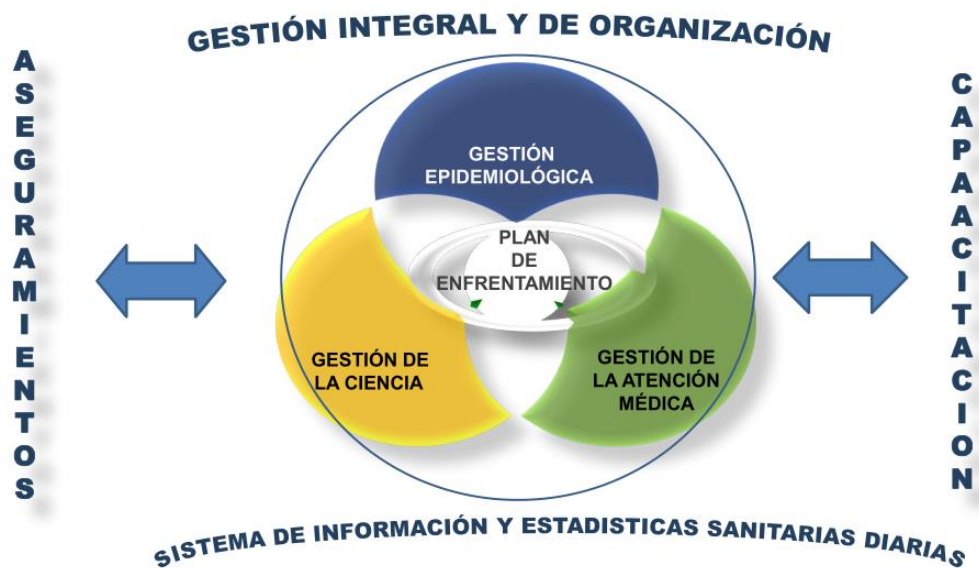 GESTIÓN INTEGRAL Y DE ORGANIZACIÓN
ASEGURAMIENTOS
GESTIÓN
EPIDEMIOLÓGICA
PLAN
DE
ENFRENTAMIENTO
GESTIÓN DE
LA CIENCIA
GESTIÓN DE
LA ATENCIÓN
MÉDICA
CAPAACITACION
SISTEMA DE INFORMACIÓN Y ESTADISTICAS SANITARIAS DIARIAS